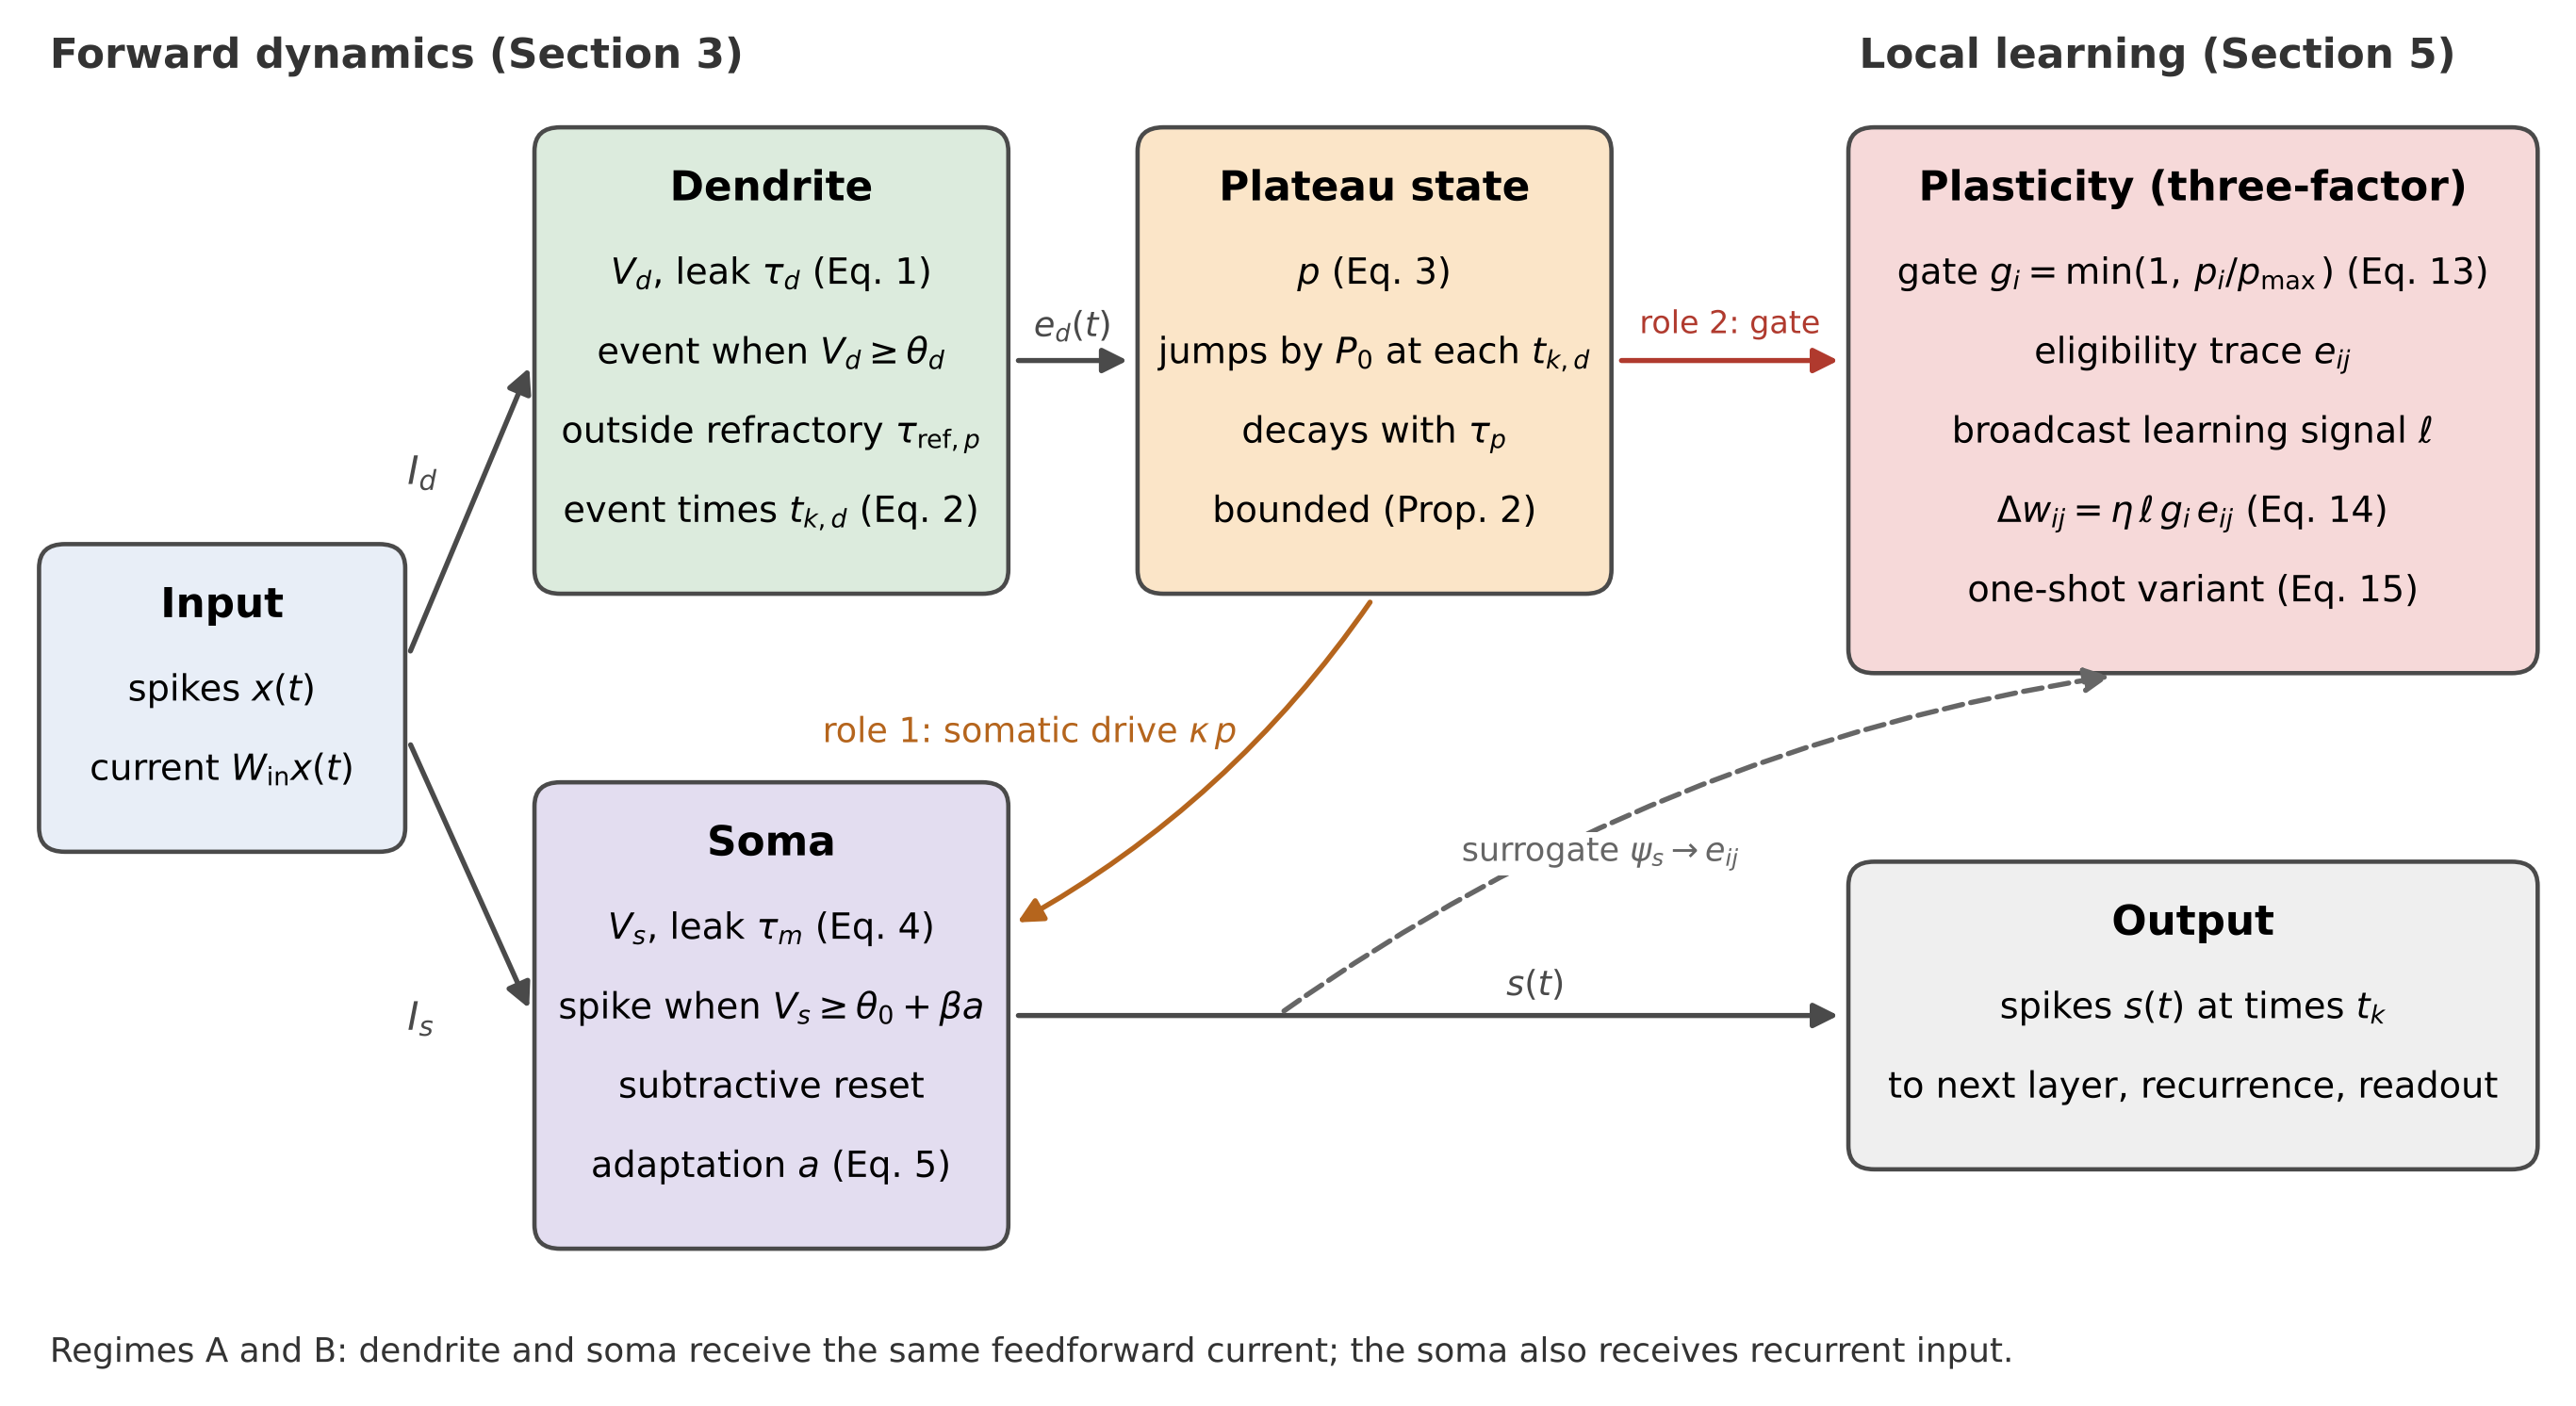 Forward dynamics (Section 3)
Local learning (Section 5)
Dendrite
V_d, leak τ_d (Eq. 1)
event when V_d ≥ θ_d
outside refractory τ_ref,p
event times t_k,d (Eq. 2)
e_d(t)
Plateau state
p (Eq. 3)
jumps by P_0 at each t_k,d
decays with τ_p
bounded (Prop. 2)
role 2: gate
Plasticity (three-factor)
gate g_i = min(1, p_i/p_max) (Eq. 13)
eligibility trace e_ij
broadcast learning signal ℓ
Δw_ij = η ℓ g_i e_ij (Eq. 14)
one-shot variant (Eq. 15)
I_d
Input
spikes x(t)
current W_in x(t)
I_s
role 1: somatic drive κ p
Soma
V_s, leak τ_m (Eq. 4)
spike when V_s ≥ θ_0 + βa
subtractive reset
adaptation a (Eq. 5)
surrogate ψ_s → e_ij
s(t)
Output
spikes s(t) at times t_k
to next layer, recurrence, readout
Regimes A and B: dendrite and soma receive the same feedforward current; the soma also receives recurrent input.